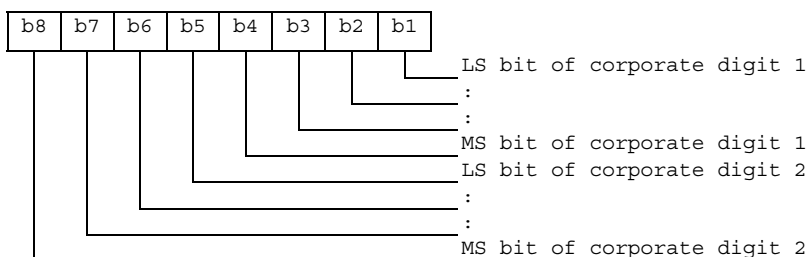 b8 b7 b6 b5 b4 b3 b2 b1
LS bit of corporate digit 1
:
:
MS bit of corporate digit 1
LS bit of corporate digit 2
:
:
MS bit of corporate digit 2